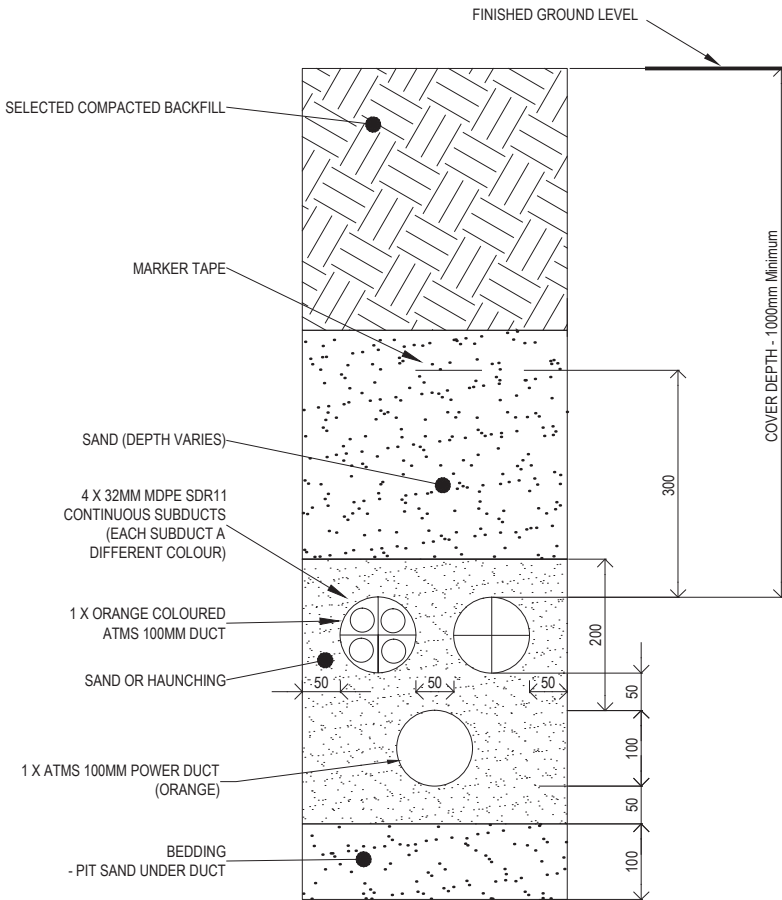 FINISHED GROUND LEVEL
SELECTED COMPACTED BACKFILL
MARKER TAPE
COVER DEPTH - 1000mm Minimum
SAND (DEPTH VARIES)
300
4 X 32MM MDPE SDR11
CONTINUOUS SUBDUCTS
(EACH SUBDUCT A
DIFFERENT COLOUR)
1 X ORANGE COLOURED
ATMS 100MM DUCT
200
SAND OR HAUNCHING
50
50
50
50
1 X ATMS 100MM POWER DUCT
(ORANGE)
100
50
BEDDING
- PIT SAND UNDER DUCT
100